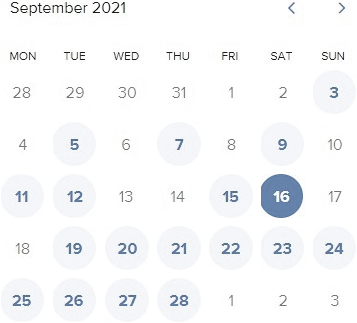 September 2021
MON TUE WED THU FRI SAT SUN
28 29 30 31 1 2 3
4 5 6 7 8 9 10
11 12 13 14 15 16 17
18 19 20 21 22 23 24
25 26 27 28 1 2 3